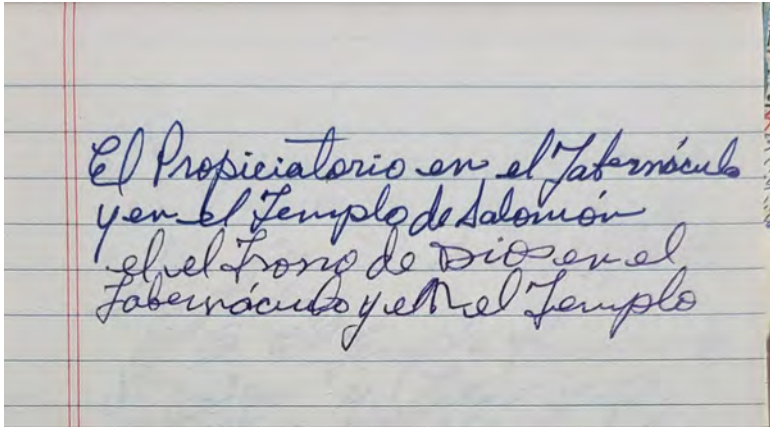 El Propiciatorio en el Tabernáculo
y en el Templo de Salomón
el el Trono de Dios en el
Tabernáculo y en el Templo